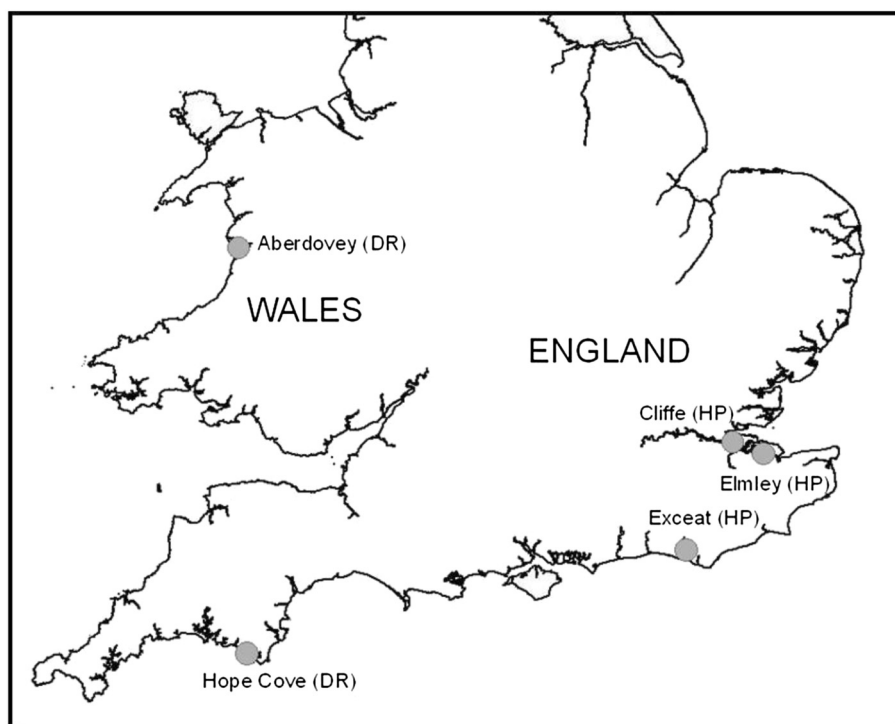 Aberdovey (DR)
WALES
ENGLAND
Cliffe (HP)
Elmley (HP)
Exceat (HP)
Hope Cove (DR)